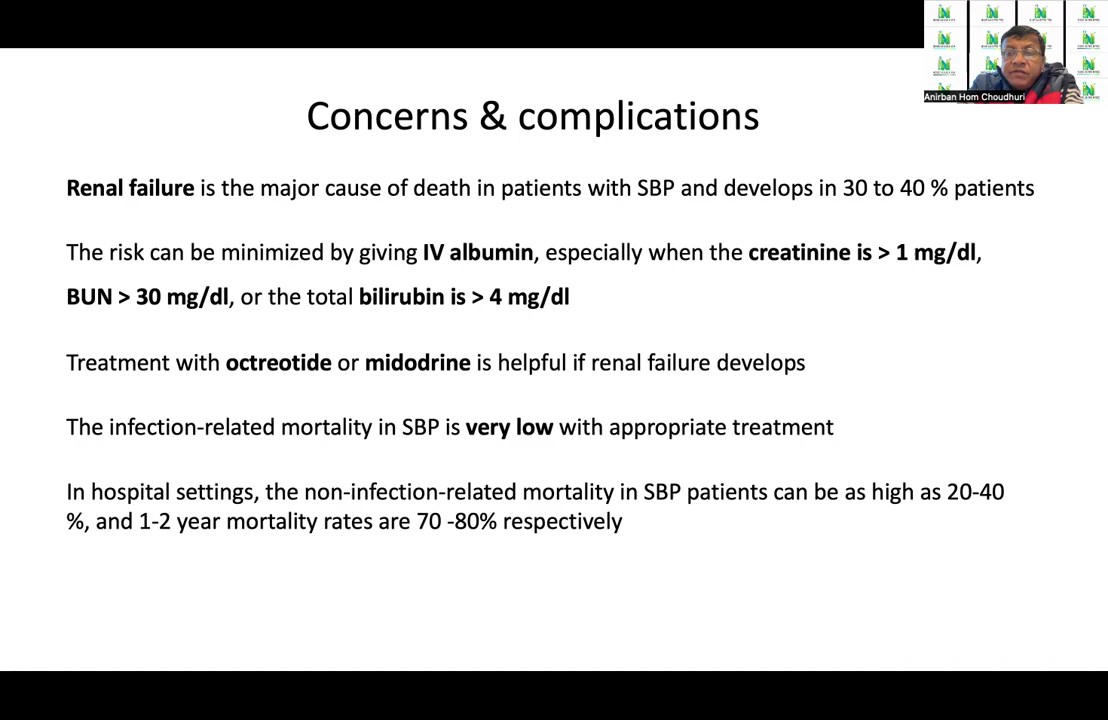 Anirban Hom Choudhuri
Concerns & complications
Renal failure is the major cause of death in patients with SBP and develops in 30 to 40 % patients
The risk can be minimized by giving IV albumin, especially when the creatinine is > 1 mg/dl,
BUN > 30 mg/dl, or the total bilirubin is > 4 mg/dl
Treatment with octreotide or midodrine is helpful if renal failure develops
The infection-related mortality in SBP is very low with appropriate treatment
In hospital settings, the non-infection-related mortality in SBP patients can be as high as 20-40
%, and 1-2 year mortality rates are 70 -80% respectively